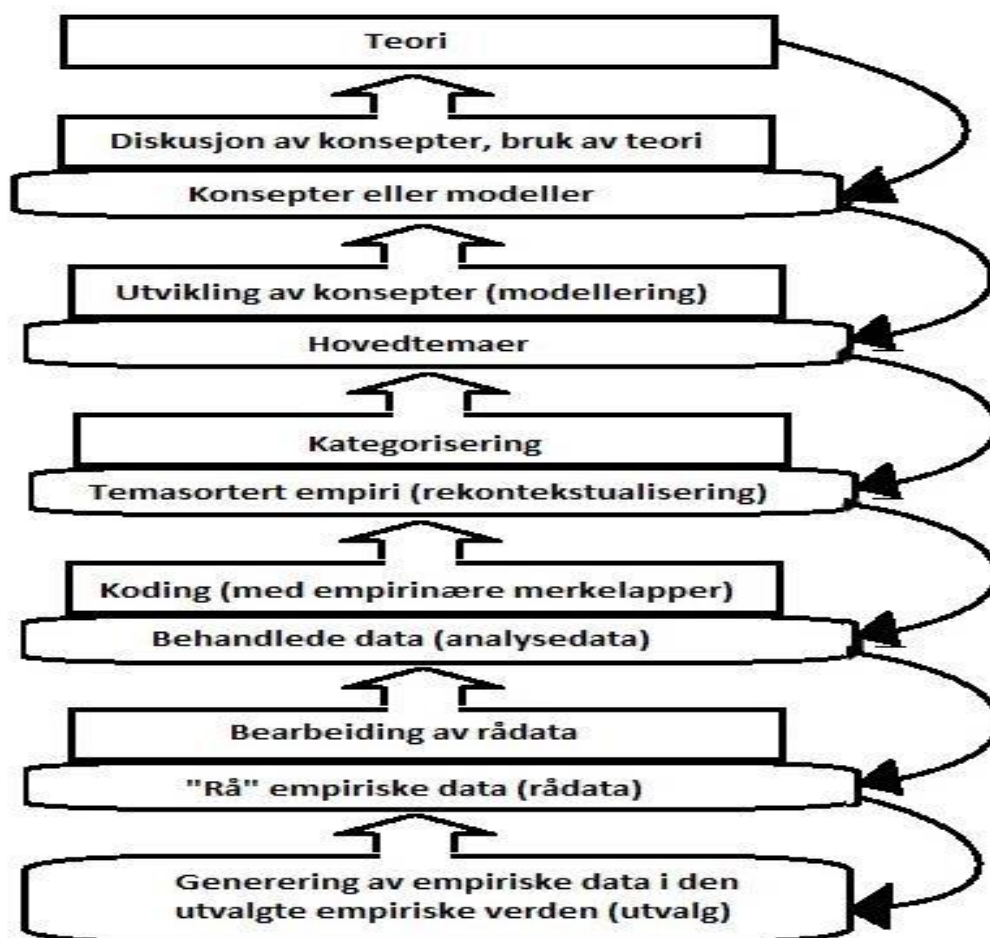 Teori
Diskusjon av konsepter, bruk av teori
Konsepter eller modeller
Utvikling av konsepter (modellering)
Hovedtemaer
Kategorisering
Temasortert empiri (rekontekstualisering)
Koding (med empirinære merkelapper)
Behandlede data (analysedata)
Bearbeiding av rådata
"Rå" empiriske data (rådata)
Generering av empiriske data i den
utvalgte empiriske verden (utvalg)